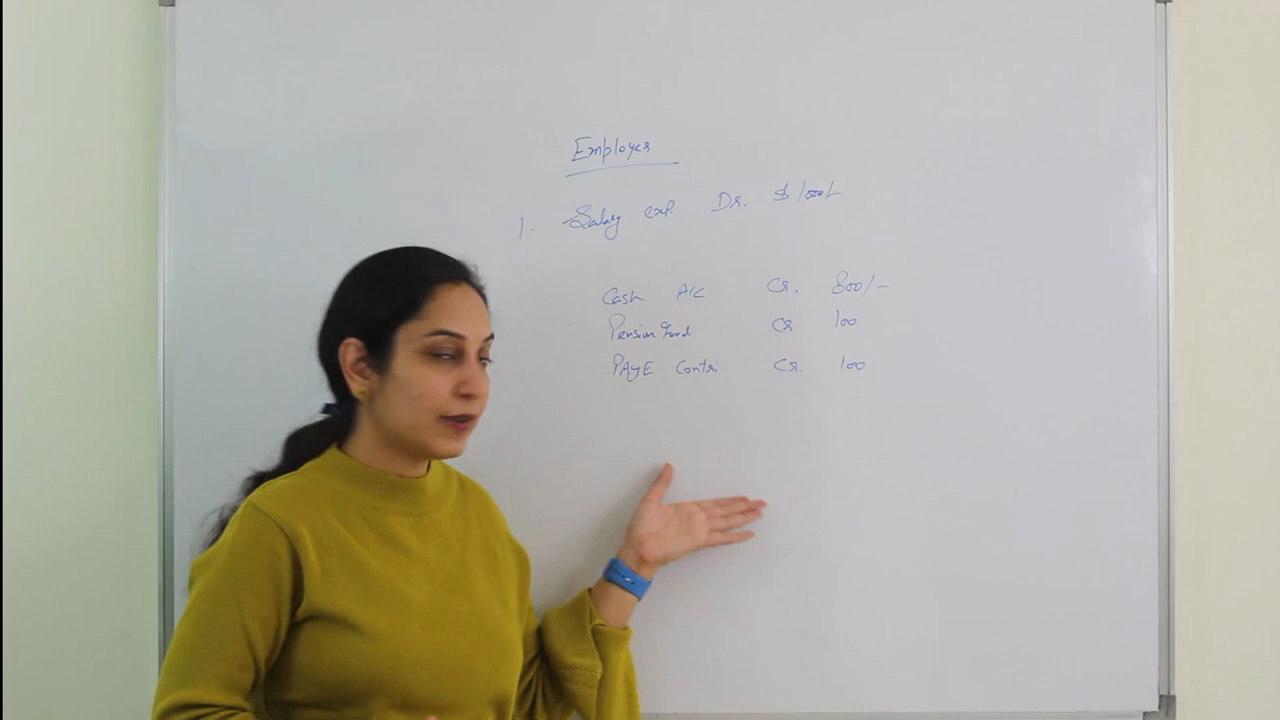 Employer
1. Salary exp. Dr. $ 1000/-
Cash A/c Cr. 800/-
Pension fund Cr 100
PAYE Contri Cr. 100